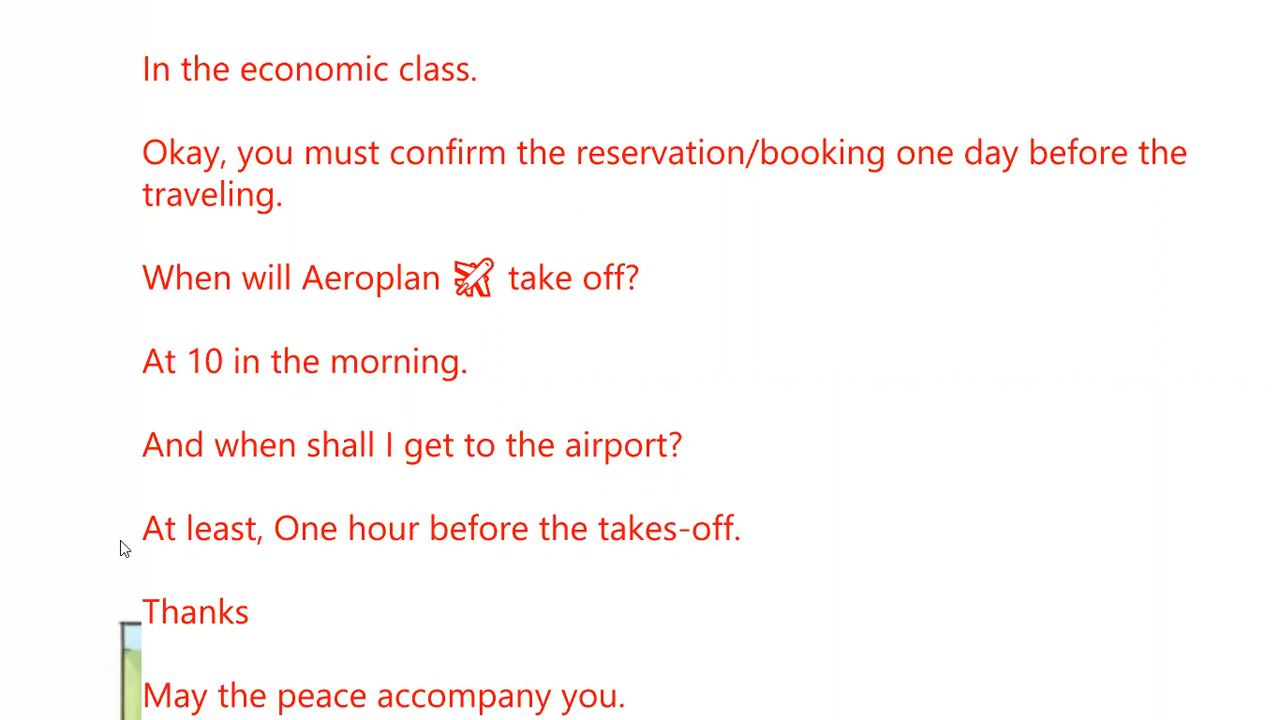 In the economic class.
Okay, you must confirm the reservation/booking one day before the
traveling.
When will Aeroplan 🛩 take off?
At 10 in the morning.
And when shall I get to the airport?
At least, One hour before the takes-off.
Thanks
May the peace accompany you.